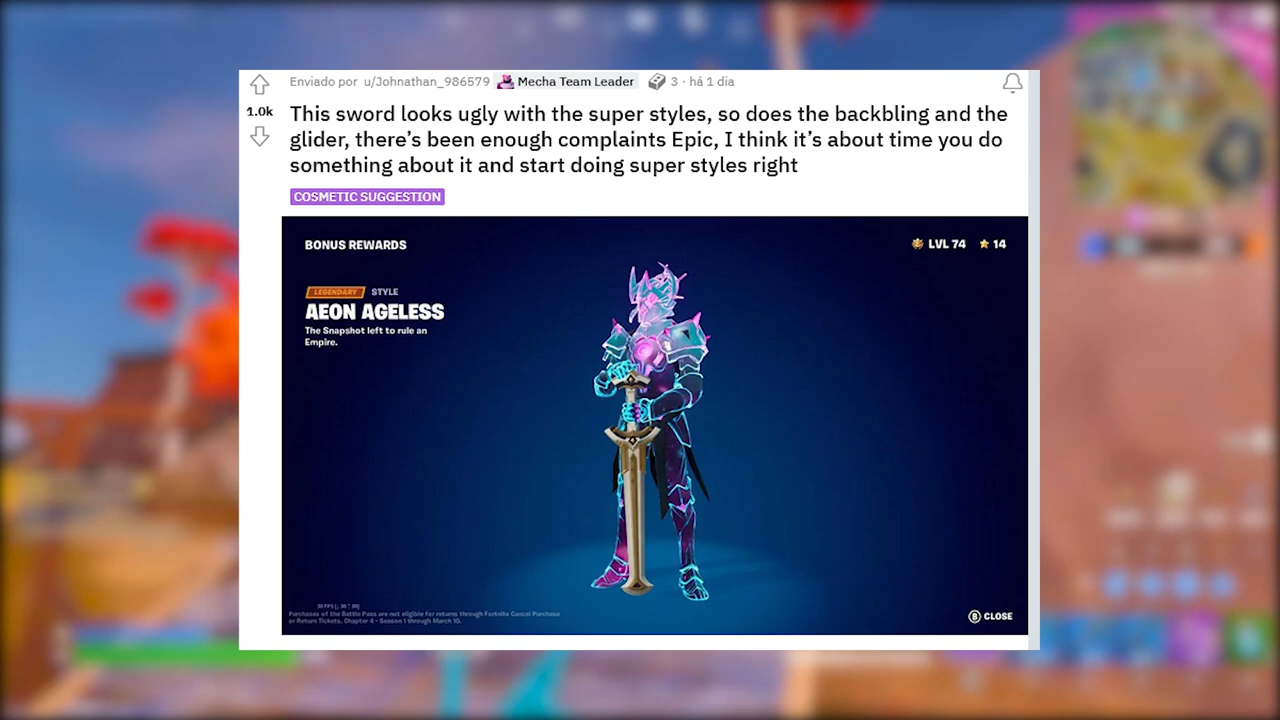 Enviado por u/Johnathan_986579 Mecha Team Leader 3 · há 1 dia
1.0k
This sword looks ugly with the super styles, so does the backbling and the
glider, there's been enough complaints Epic, I think it's about time you do
something about it and start doing super styles right
COSMETIC SUGGESTION
BONUS REWARDS
LVL 74 14
LEGENDARY STYLE
AEON AGELESS
The Snapshot left to rule an
Empire.
Purchases of the Battle Pass are not eligible for returns through Fortnite Cancel Purchase
or Return Tickets. Chapter 4 - Season 1 through March 10.
B CLOSE